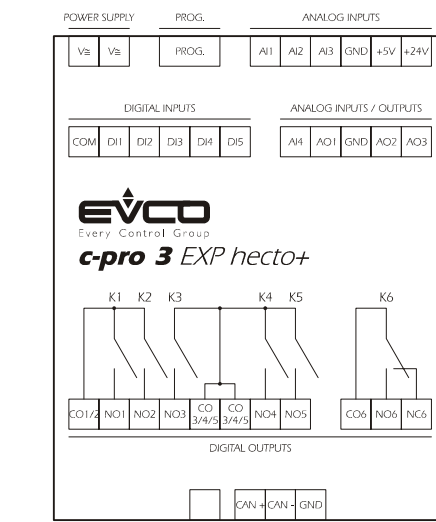 POWER SUPPLY PROG. ANALOG INPUTS
V≅ V≅ PROG. AI1 AI2 AI3 GND +5V +24V
DIGITAL INPUTS ANALOG INPUTS / OUTPUTS
COM DI1 DI2 DI3 DI4 DI5 AI4 AO1 GND AO2 AO3
EVCO
Every Control Group
c-pro 3 EXP hecto+
K1 K2 K3 K4 K5 K6
CO1/2 NO1 NO2 NO3 CO 3/4/5 CO 3/4/5 NO4 NO5 CO6 NO6 NC6
DIGITAL OUTPUTS
CAN + CAN - GND